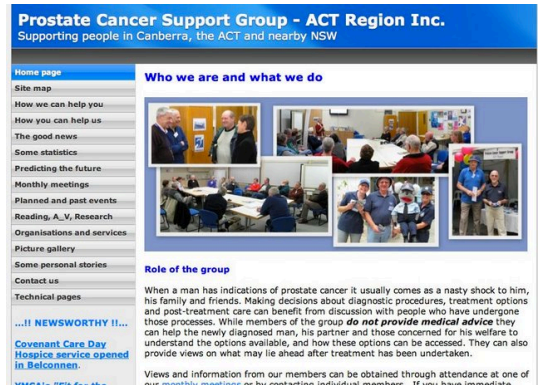 Prostate Cancer Support Group - ACT Region Inc.
Supporting people in Canberra, the ACT and nearby NSW
Home page
Site map
How we can help you
How you can help us
The good news
Some statistics
Predicting the future
Monthly meetings
Planned and past events
Reading, A_V, Research
Organisations and services
Picture gallery
Some personal stories
Contact us
Technical pages
...!! NEWSWORTHY !!...
Covenant Care Day
Hospice service opened
in Belconnen.
Who we are and what we do
Role of the group
When a man has indications of prostate cancer it usually comes as a nasty shock to him,
his family and friends. Making decisions about diagnostic procedures, treatment options
and post-treatment care can benefit from discussion with people who have undergone
those processes. While members of the group do not provide medical advice they
can help the newly diagnosed man, his partner and those concerned for his welfare to
understand the options available, and how these options can be accessed. They can also
provide views on what may lie ahead after treatment has been undertaken.
Views and information from our members can be obtained through attendance at one of
our monthly meetings or by contacting individual members. If you have immediate